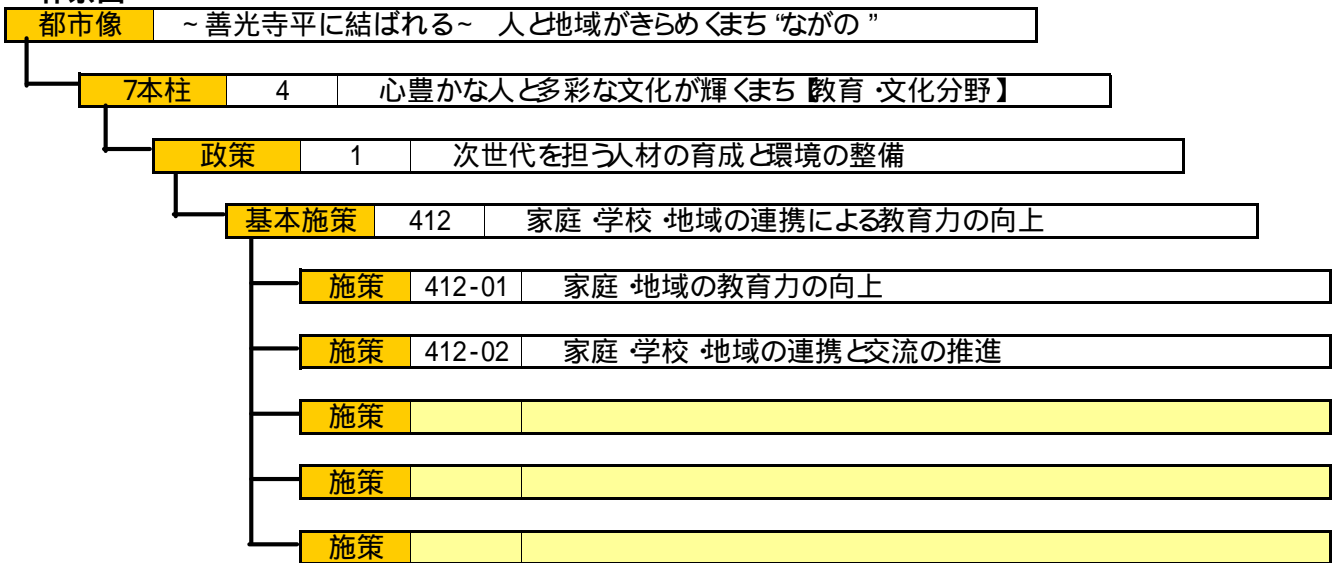 都市像 ~善光寺平に結ばれる~ 人と地域がきらめくまち“ながの”
7本柱 4 心豊かな人と多彩な文化が輝くまち【教育・文化分野】
政策 1 次世代を担う人材の育成と環境の整備
基本施策 412 家庭・学校・地域の連携による教育力の向上
施策 412-01 家庭・地域の教育力の向上
施策 412-02 家庭・学校・地域の連携と交流の推進
施策
施策
施策